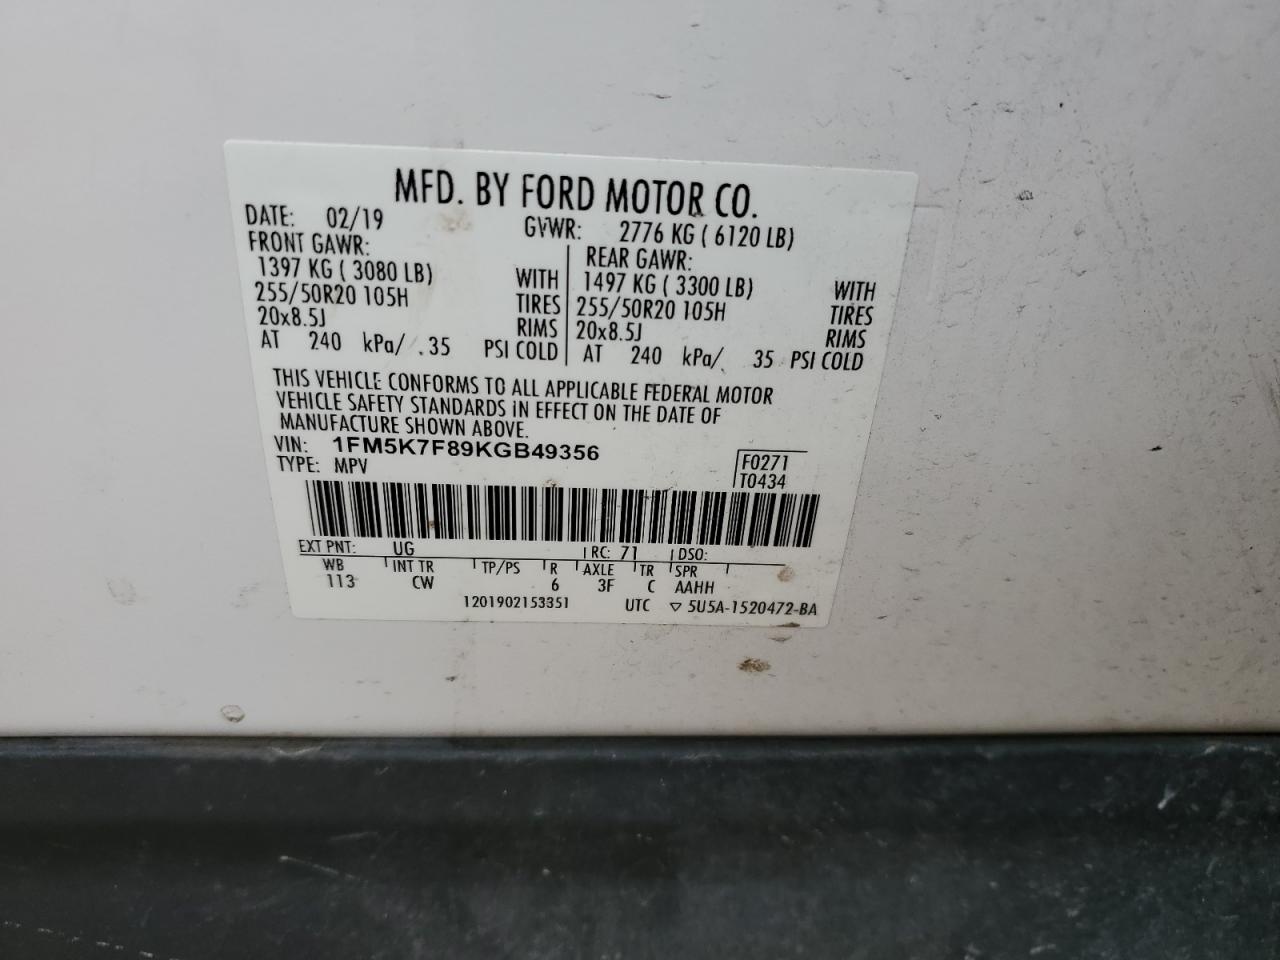 MFD. BY FORD MOTOR CO.
DATE: 02/19 GVWR: 2776 KG ( 6120 LB)
FRONT GAWR: REAR GAWR:
1397 KG ( 3080 LB) WITH 1497 KG ( 3300 LB) WITH
255/50R20 105H TIRES 255/50R20 105H TIRES
20x8.5J RIMS 20x8.5J RIMS
AT 240 kPa/ 35 PSI COLD AT 240 kPa/ 35 PSI COLD
THIS VEHICLE CONFORMS TO ALL APPLICABLE FEDERAL MOTOR
VEHICLE SAFETY STANDARDS IN EFFECT ON THE DATE OF
MANUFACTURE SHOWN ABOVE.
VIN: 1FM5K7F89KGB49356 F0271
TYPE: MPV T0434
EXT PNT: UG RC: 71 DSO:
WB INT TR TP/PS R AXLE TR SPR
113 CW 6 3F C AAHH
1201902153351 UTC ▽ 5U5A-1520472-BA